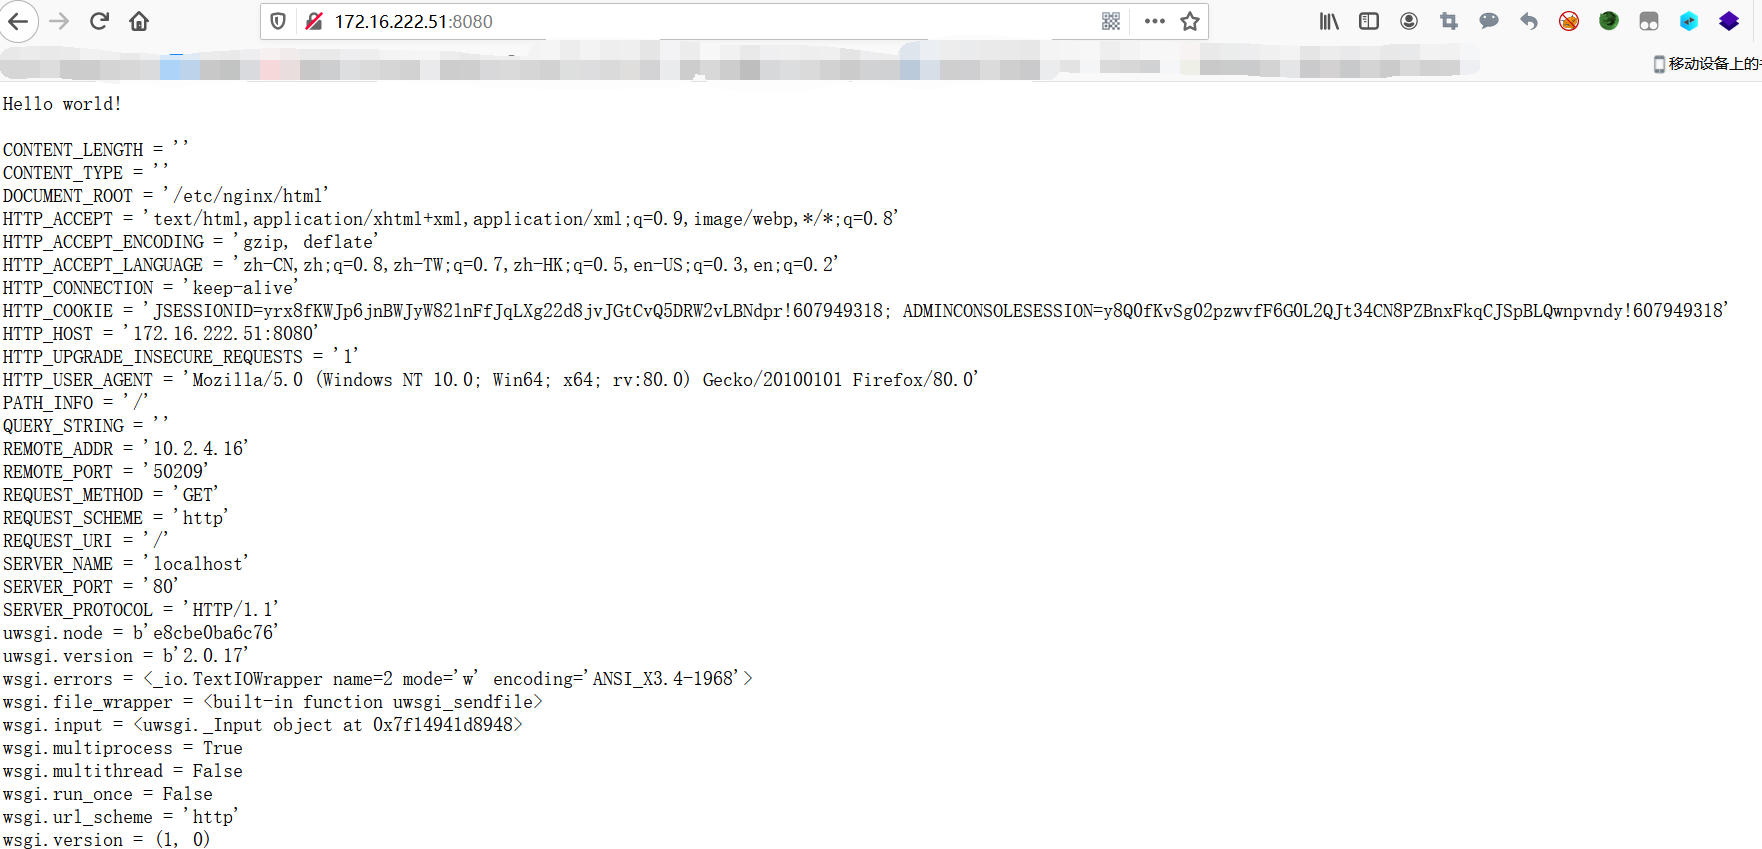 172.16.222.51:8080
移动设备上的
Hello world!
CONTENT_LENGTH = ''
CONTENT_TYPE = ''
DOCUMENT_ROOT = '/etc/nginx/html'
HTTP_ACCEPT = 'text/html,application/xhtml+xml,application/xml;q=0.9,image/webp,*/*;q=0.8'
HTTP_ACCEPT_ENCODING = 'gzip, deflate'
HTTP_ACCEPT_LANGUAGE = 'zh-CN,zh;q=0.8,zh-TW;q=0.7,zh-HK;q=0.5,en-US;q=0.3,en;q=0.2'
HTTP_CONNECTION = 'keep-alive'
HTTP_COOKIE = 'JSESSIONID=yrx8fKWJp6jnBWJyW82lnFfJqLXg22d8jvJGtCvQ5DRW2vLBNdpr!607949318; ADMINCONSOLESESSION=y8Q0fKvSg02pzwvfF6G0L2QJt34CN8PZBnxFkqCJSpBLQwnpvndy!607949318'
HTTP_HOST = '172.16.222.51:8080'
HTTP_UPGRADE_INSECURE_REQUESTS = '1'
HTTP_USER_AGENT = 'Mozilla/5.0 (Windows NT 10.0; Win64; x64; rv:80.0) Gecko/20100101 Firefox/80.0'
PATH_INFO = '/'
QUERY_STRING = ''
REMOTE_ADDR = '10.2.4.16'
REMOTE_PORT = '50209'
REQUEST_METHOD = 'GET'
REQUEST_SCHEME = 'http'
REQUEST_URI = '/'
SERVER_NAME = 'localhost'
SERVER_PORT = '80'
SERVER_PROTOCOL = 'HTTP/1.1'
uwsgi.node = b'e8cbe0ba6c76'
uwsgi.version = b'2.0.17'
wsgi.errors = <_io.TextIOWrapper name=2 mode='w' encoding='ANSI_X3.4-1968'>
wsgi.file_wrapper = <built-in function uwsgi_sendfile>
wsgi.input = <uwsgi._Input object at 0x7f14941d8948>
wsgi.multiprocess = True
wsgi.multithread = False
wsgi.run_once = False
wsgi.url_scheme = 'http'
wsgi.version = (1, 0)